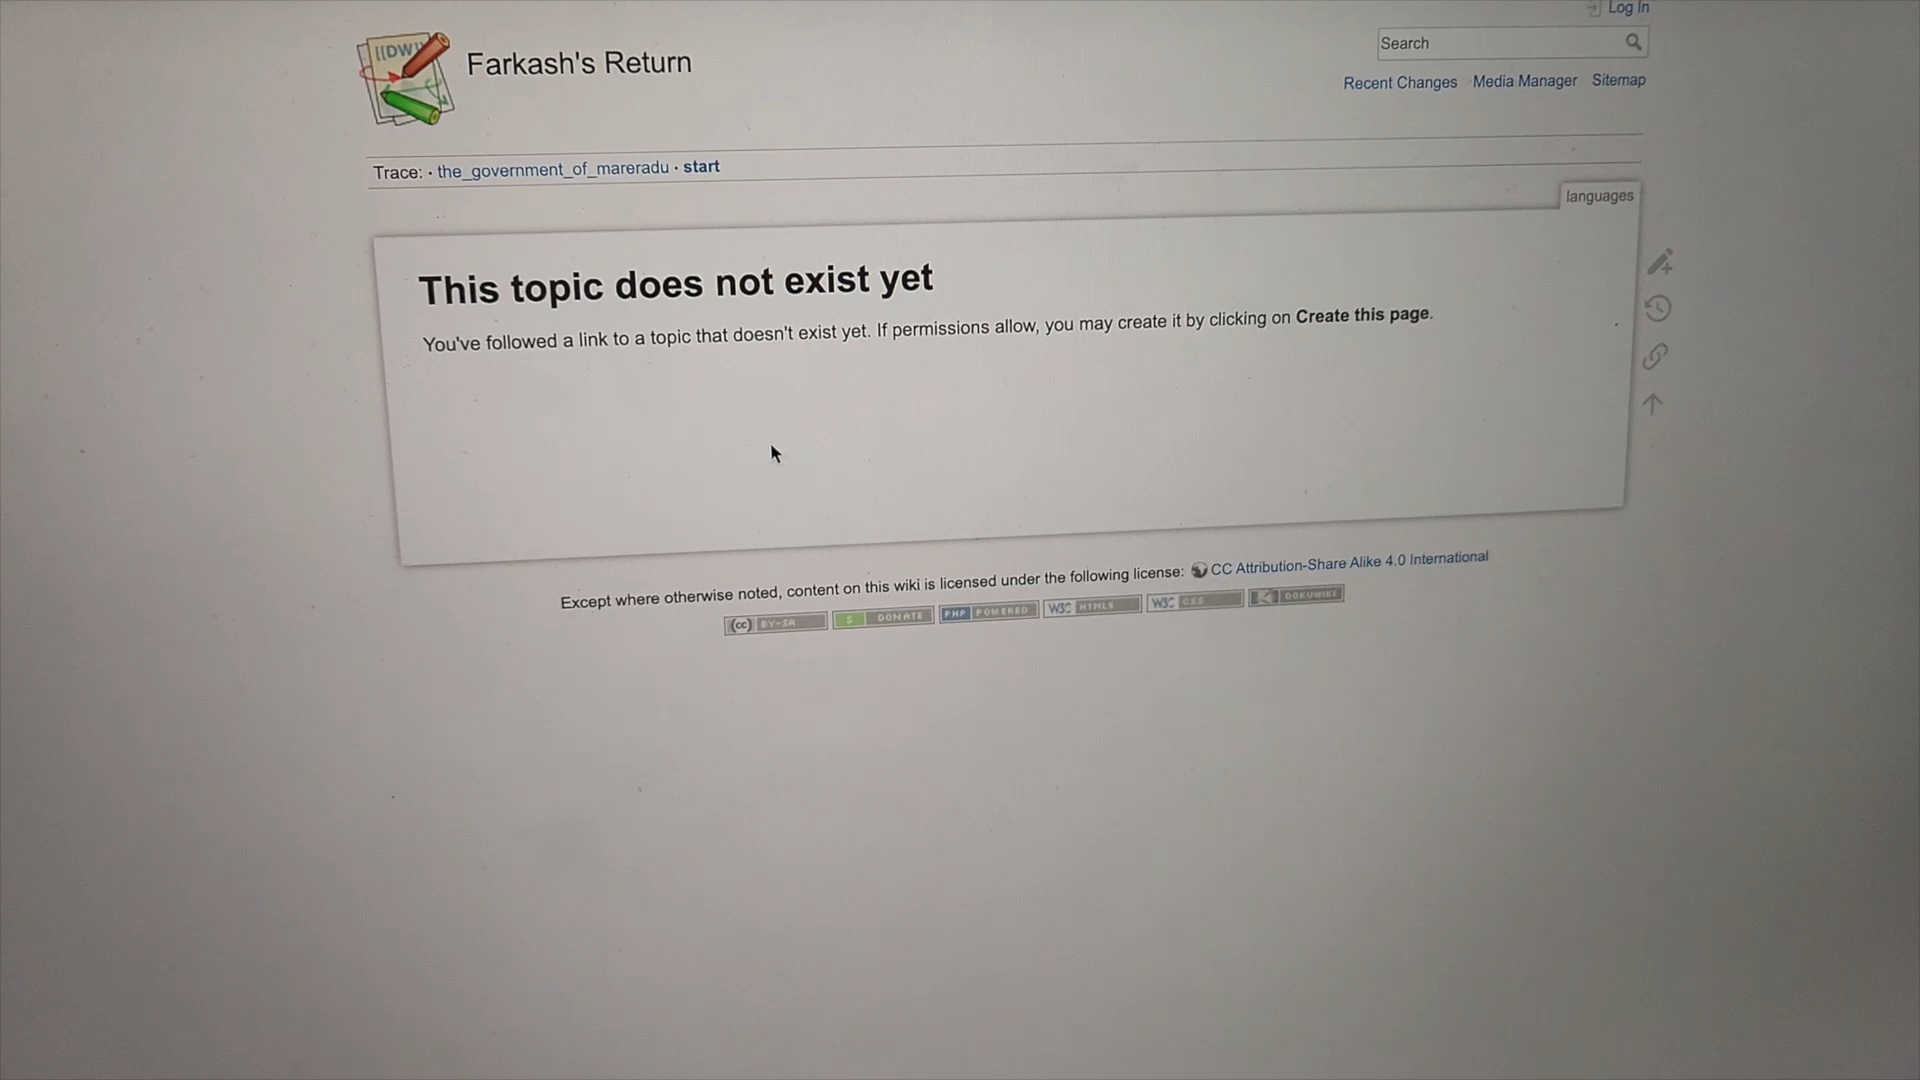 Log In
[[DW]]
Farkash's Return
Search
Recent Changes Media Manager Sitemap
Trace: · the_government_of_mareradu · start
languages
This topic does not exist yet
You've followed a link to a topic that doesn't exist yet. If permissions allow, you may create it by clicking on Create this page.
Except where otherwise noted, content on this wiki is licensed under the following license: CC Attribution-Share Alike 4.0 International
(cc) BY-SA $ DONATE PHP POWERED W3C HTML5 W3C CSS DOKUWIKI